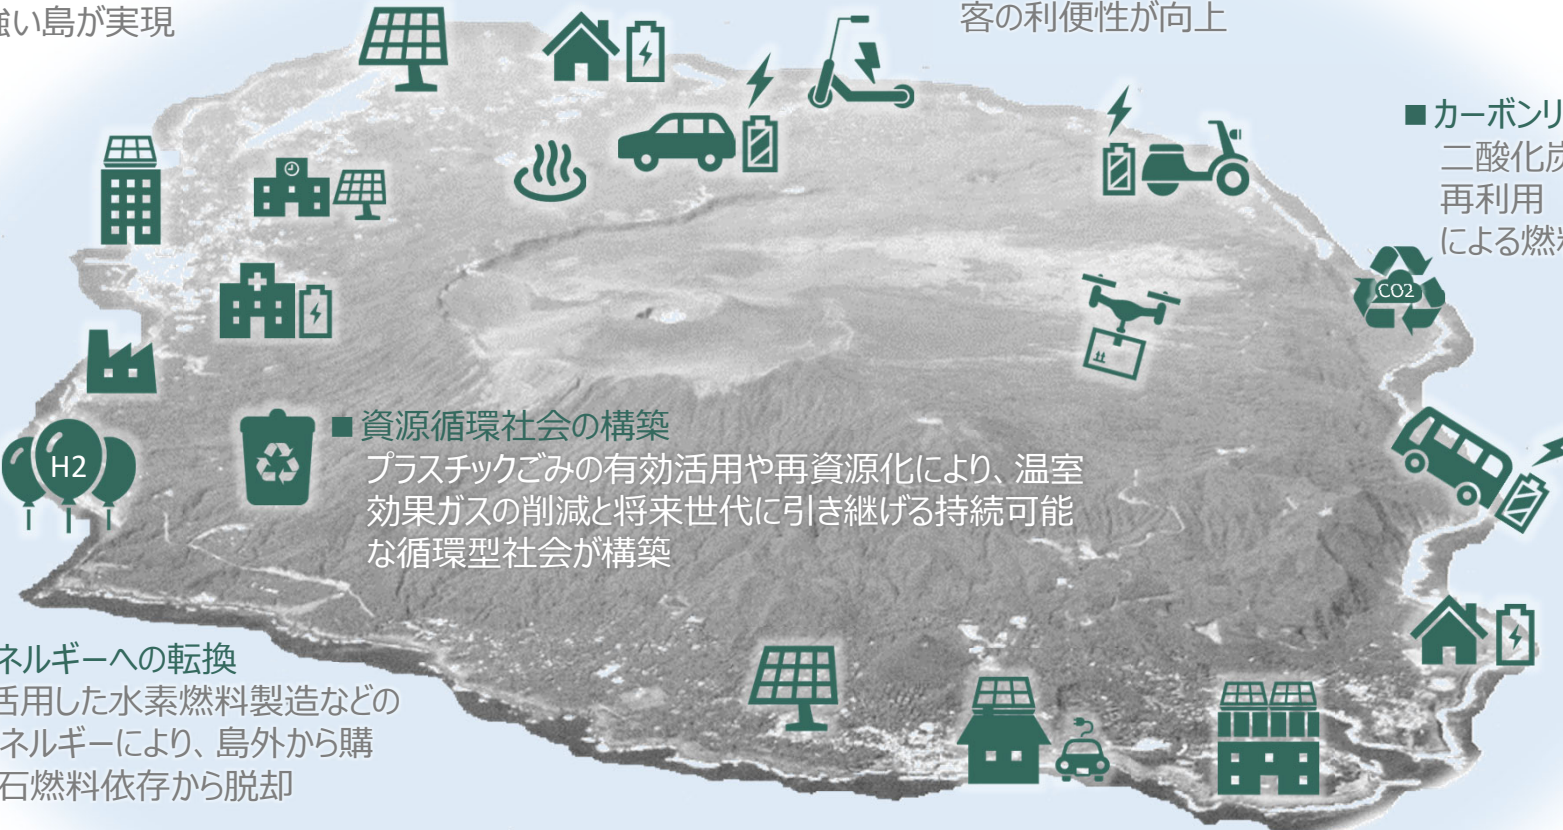 強い島が実現
客の利便性が向上
■カーボンリ
二酸化炭
再利用
による燃料
CO2
H2
■資源循環社会の構築
プラスチックごみの有効活用や再資源化により、温室
効果ガスの削減と将来世代に引き継げる持続可能
な循環型社会が構築
ネルギーへの転換
活用した水素燃料製造などの
ネルギーにより、島外から購
石燃料依存から脱却